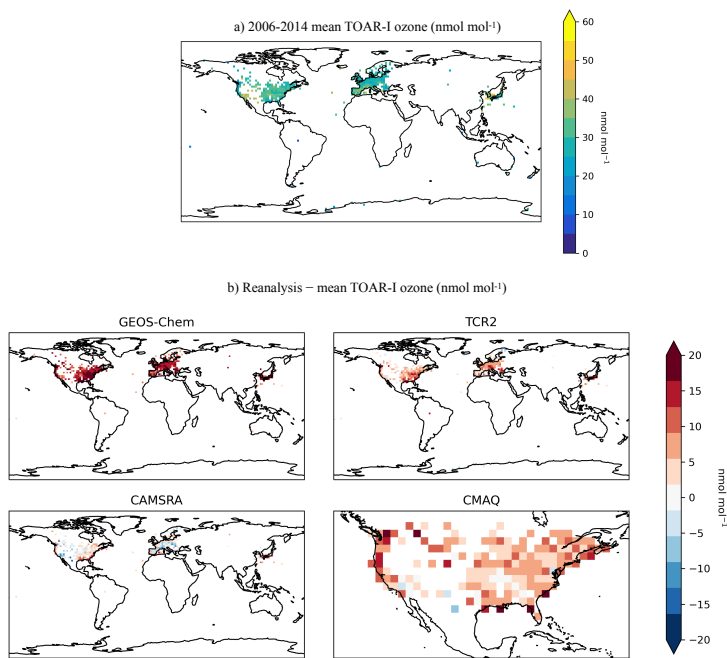 a) 2006-2014 mean TOAR-I ozone (nmol mol-1)
60
50
40
30
20
10
0
nmol mol−1
b) Reanalysis − mean TOAR-I ozone (nmol mol-1)
GEOS-Chem
TCR2
CAMSRA
CMAQ
20
15
10
5
0
−5
−10
−15
−20
nmol mol−1